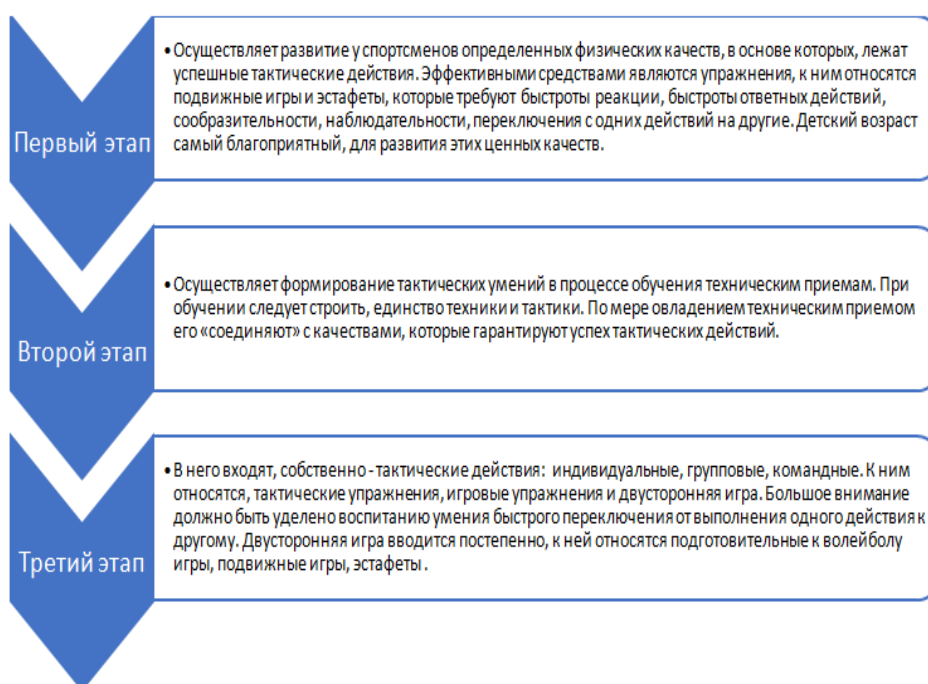 Первый этап
• Осуществляет развитие у спортсменов определенных физических качеств, в основе которых, лежат
успешные тактические действия. Эффективными средствами являются упражнения, к ним относятся
подвижные игры и эстафеты, которые требуют быстроты реакции, быстроты ответных действий,
сообразительности, наблюдательности, переключения с одних действий на другие. Детский возраст
самый благоприятный, для развития этих ценных качеств.
Второй этап
• Осуществляет формирование тактических умений в процессе обучения техническим приемам. При
обучении следует строить, единство техники и тактики. По мере овладением техническим приемом
его «соединяют» с качествами, которые гарантируют успех тактических действий.
Третий этап
• В него входят, собственно - тактические действия: индивидуальные, групповые, командные. К ним
относятся, тактические упражнения, игровые упражнения и двусторонняя игра. Большое внимание
должно быть уделено воспитанию умения быстрого переключения от выполнения одного действия к
другому. Двусторонняя игра вводится постепенно, к ней относятся подготовительные к волейболу
игры, подвижные игры, эстафеты .